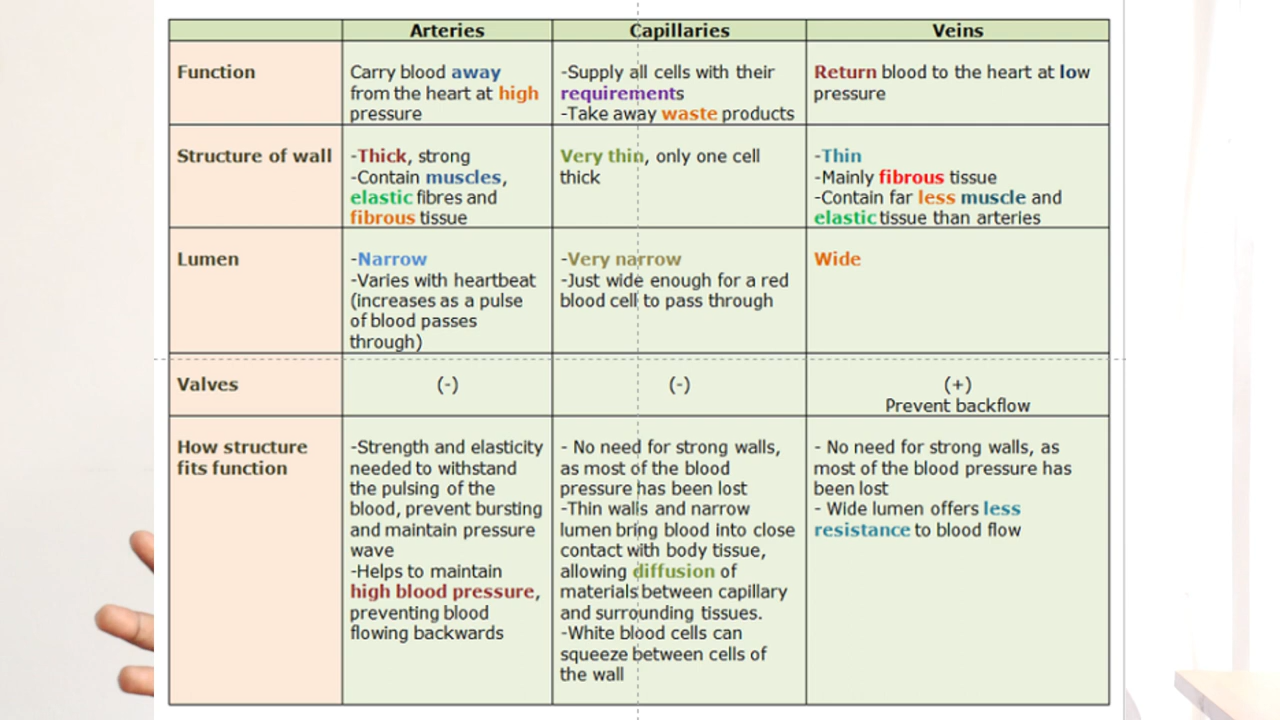 Arteries Capillaries Veins
Function
Carry blood away
from the heart at high
pressure
-Supply all cells with their
requirements
-Take away waste products
Return blood to the heart at low
pressure
Structure of wall
-Thick, strong
-Contain muscles,
elastic fibres and
fibrous tissue
Very thin, only one cell
thick
-Thin
-Mainly fibrous tissue
-Contain far less muscle and
elastic tissue than arteries
Lumen
-Narrow
-Varies with heartbeat
(increases as a pulse
of blood passes
through)
-Very narrow
-Just wide enough for a red
blood cell to pass through
Wide
Valves
(-)
(-)
(+)
Prevent backflow
How structure
fits function
-Strength and elasticity
needed to withstand
the pulsing of the
blood, prevent bursting
and maintain pressure
wave
-Helps to maintain
high blood pressure,
preventing blood
flowing backwards
- No need for strong walls,
as most of the blood
pressure has been lost
-Thin walls and narrow
lumen bring blood into close
contact with body tissue,
allowing diffusion of
materials between capillary
and surrounding tissues.
-White blood cells can
squeeze between cells of
the wall
- No need for strong walls, as
most of the blood pressure has
been lost
- Wide lumen offers less
resistance to blood flow